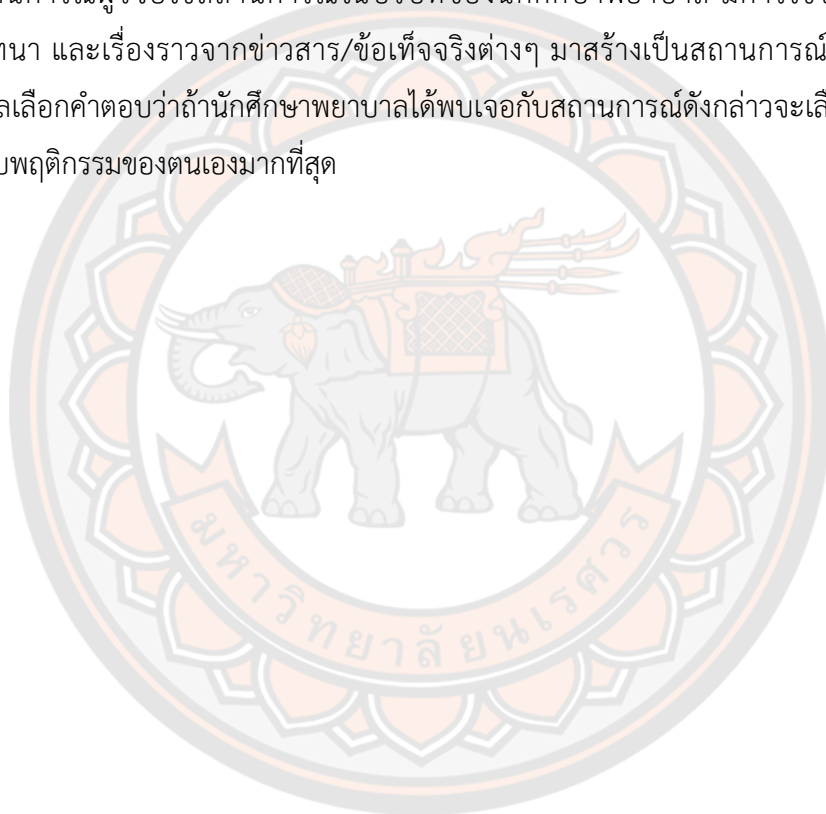 ทนา และเรื่องราวจากข่าวสาร/ข้อเท็จจริงต่างๆ มาสร้างเป็นสถานการณ์
ลเลือกคำตอบว่าถ้านักศึกษาพยาบาลได้พบเจอกับสถานการณ์ดังกล่าวจะเลื
บพฤติกรรมของตนเองมากที่สุด
มหาวิทยาลัยนเรศวร